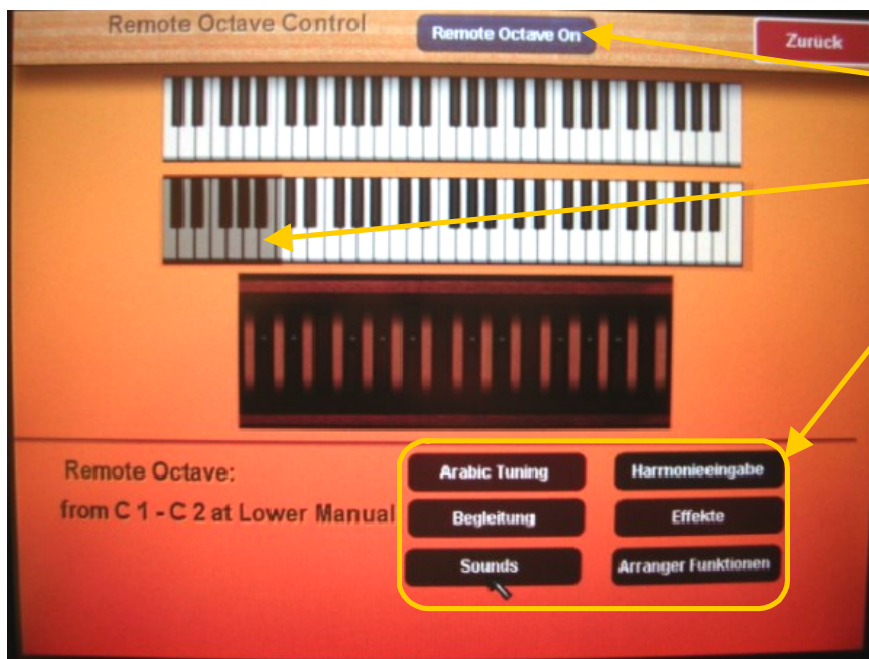 Remote Octave Control
Remote Octave On
Zurück
Remote Octave:
from C 1 - C 2 at Lower Manual
Arabic Tuning
Harmonieeingabe
Begleitung
Effekte
Sounds
Arranger Funktionen